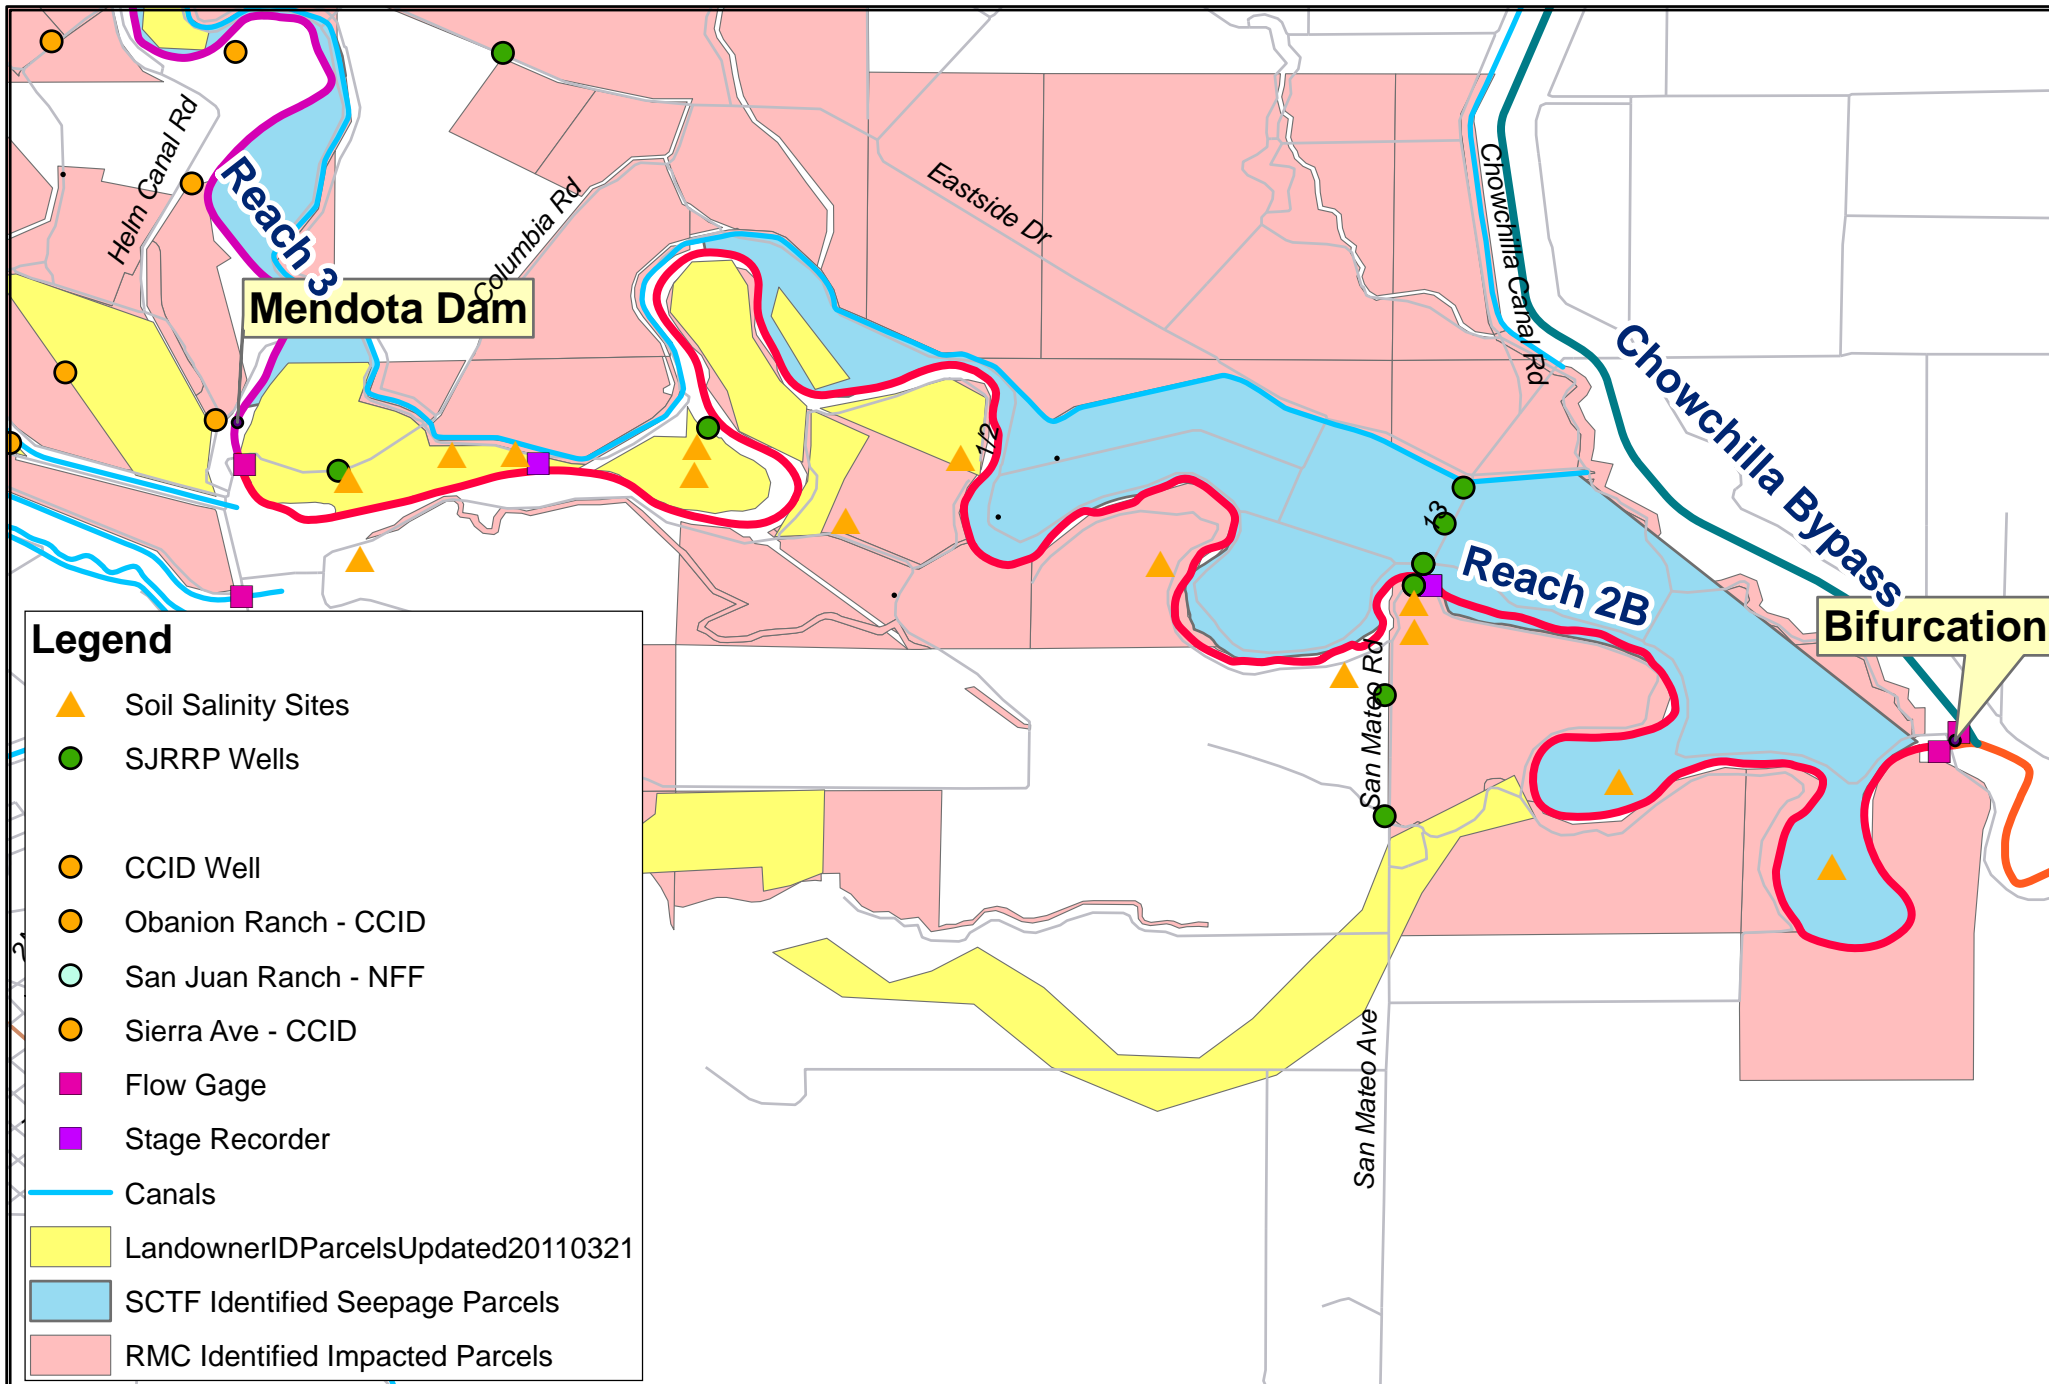 Helm Canal Rd
Reach 3
Mendota Dam
Columbia Rd
Eastside Dr
Chowchilla Canal Rd
Chowchilla Bypass
1/2
13
Reach 2B
Bifurcation
San Mateo Rd
San Mateo Ave
Legend
Soil Salinity Sites
SJRRP Wells
CCID Well
Obanion Ranch - CCID
San Juan Ranch - NFF
Sierra Ave - CCID
Flow Gage
Stage Recorder
Canals
LandownerIDParcelsUpdated20110321
SCTF Identified Seepage Parcels
RMC Identified Impacted Parcels